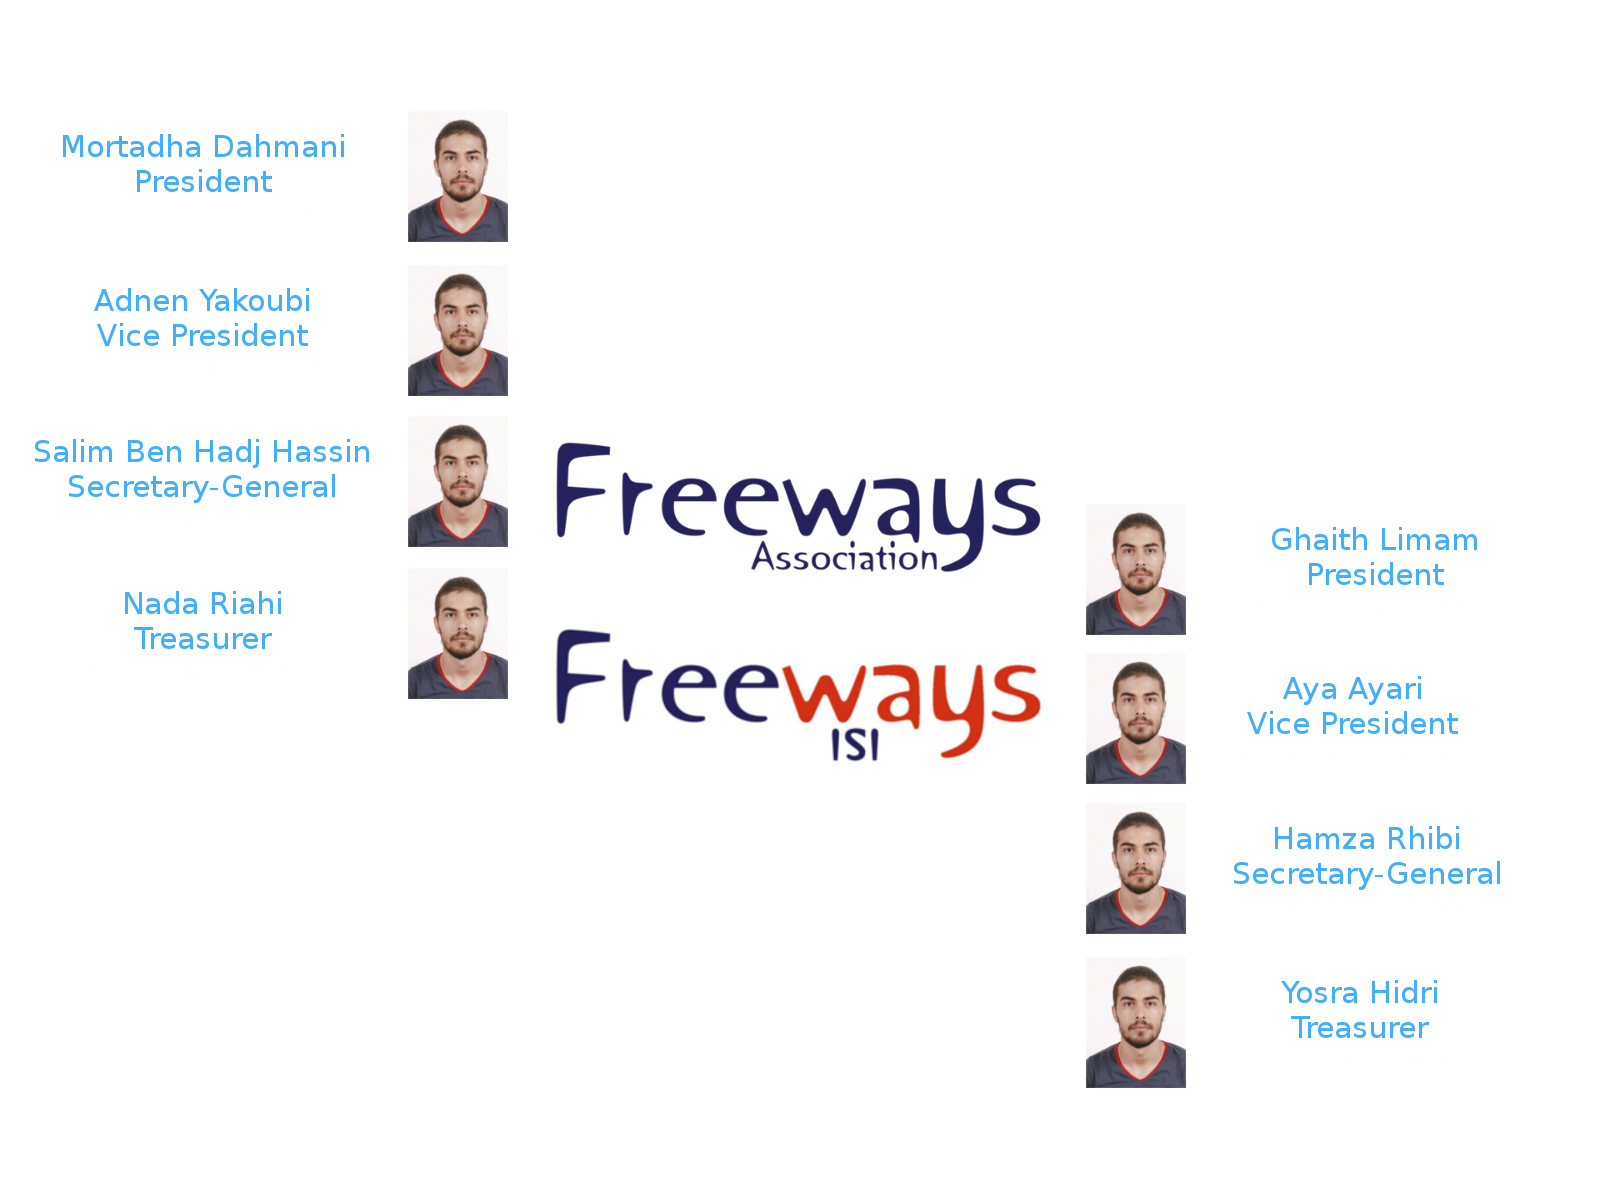 Mortadha Dahmani
President
Adnen Yakoubi
Vice President
Salim Ben Hadj Hassin
Secretary-General
Nada Riahi
Treasurer
Freeways
Association
Freeways
ISI
Ghaith Limam
President
Aya Ayari
Vice President
Hamza Rhibi
Secretary-General
Yosra Hidri
Treasurer